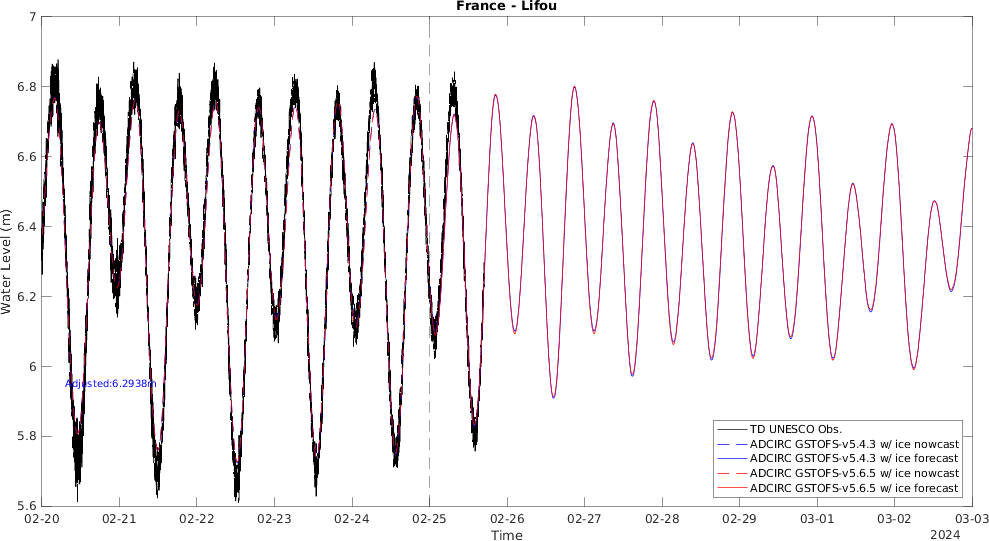 France - Lifou
7
6.8
6.6
6.4
6.2
6
5.8
5.6
Water Level (m)
Adjusted:6.2938m
TD UNESCO Obs.
ADCIRC GSTOFS-v5.4.3 w/ ice nowcast
ADCIRC GSTOFS-v5.4.3 w/ ice forecast
ADCIRC GSTOFS-v5.6.5 w/ ice nowcast
ADCIRC GSTOFS-v5.6.5 w/ ice forecast
02-20 02-21 02-22 02-23 02-24 02-25 02-26 02-27 02-28 02-29 03-01 03-02 03-03
Time
2024